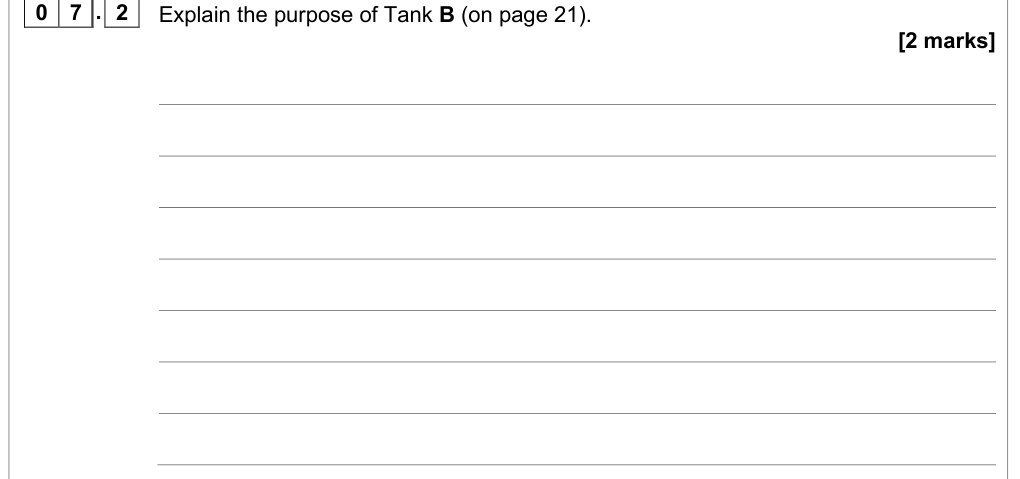 0 7 . 2 Explain the purpose of Tank B (on page 21).
[2 marks]